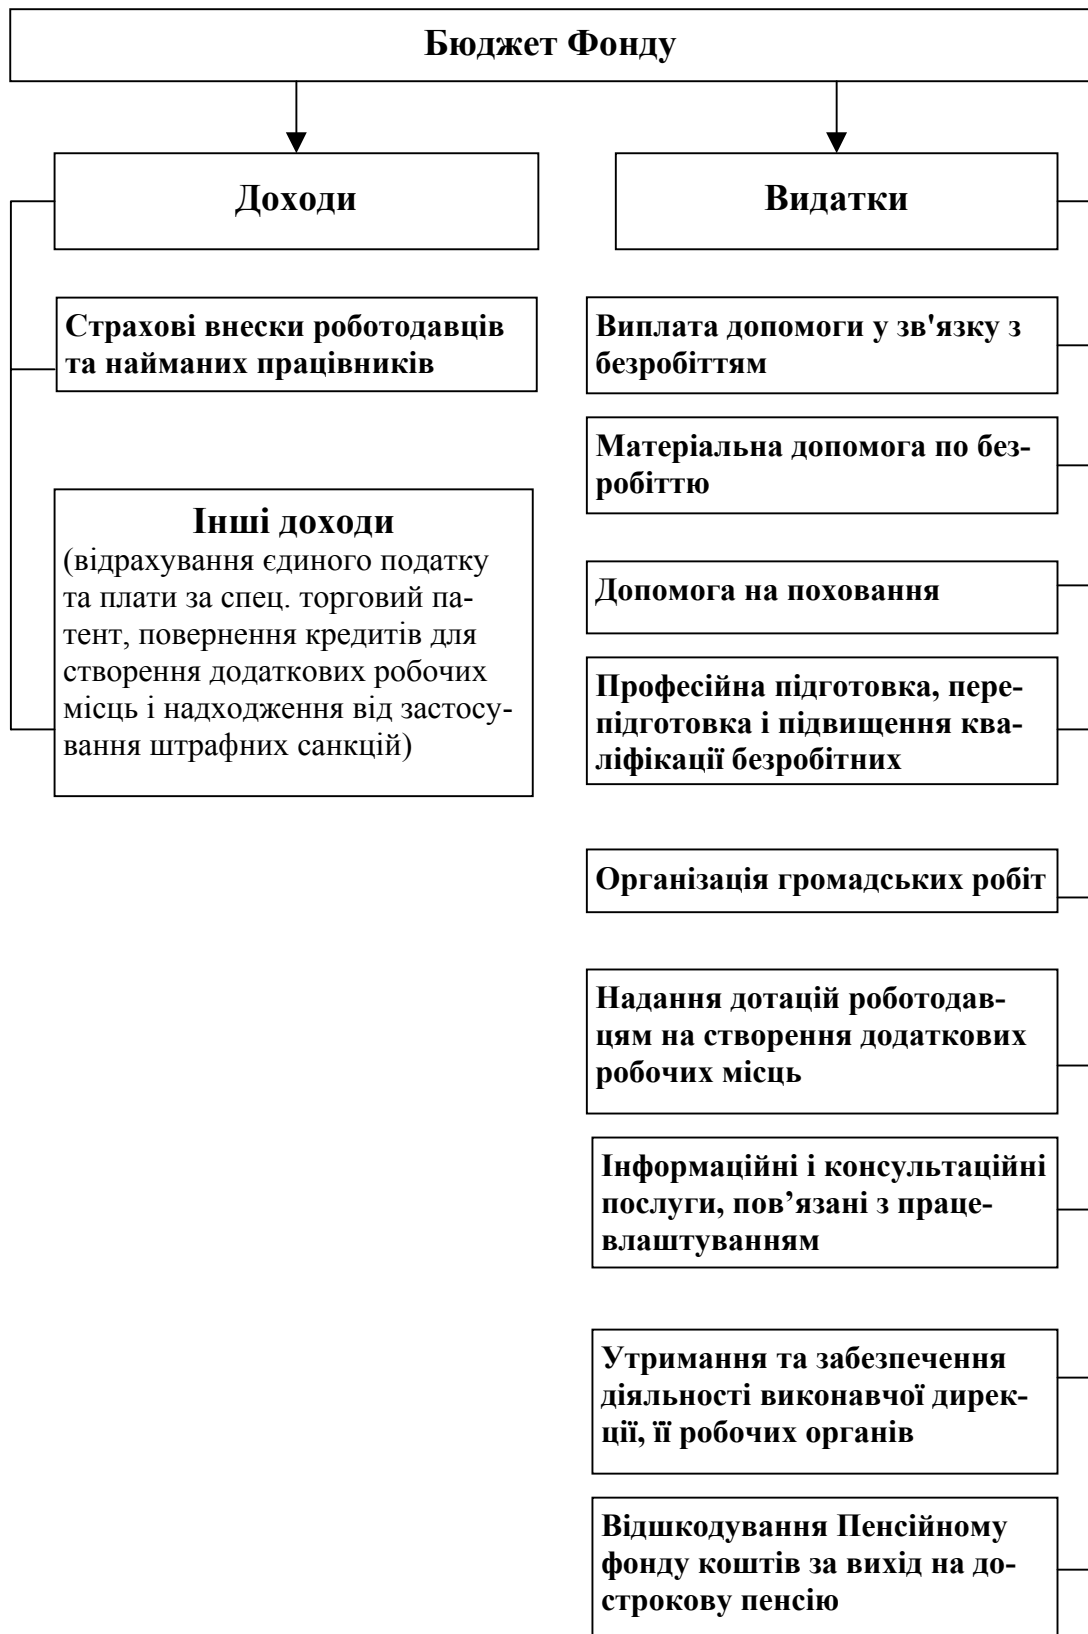 Бюджет Фонду
Доходи
Страхові внески роботодавців
та найманих працівників
Інші доходи
(відрахування єдиного податку
та плати за спец. торговий па-
тент, повернення кредитів для
створення додаткових робочих
місць і надходження від застосу-
вання штрафних санкцій)
Видатки
Виплата допомоги у зв'язку з
безробіттям
Матеріальна допомога по без-
робіттю
Допомога на поховання
Професійна підготовка, пере-
підготовка і підвищення ква-
ліфікації безробітних
Організація громадських робіт
Надання дотацій роботодав-
цям на створення додаткових
робочих місць
Інформаційні і консультаційні
послуги, пов’язані з праце-
влаштуванням
Утримання та забезпечення
діяльності виконавчої дирек-
ції, її робочих органів
Відшкодування Пенсійному
фонду коштів за вихід на до-
строкову пенсію